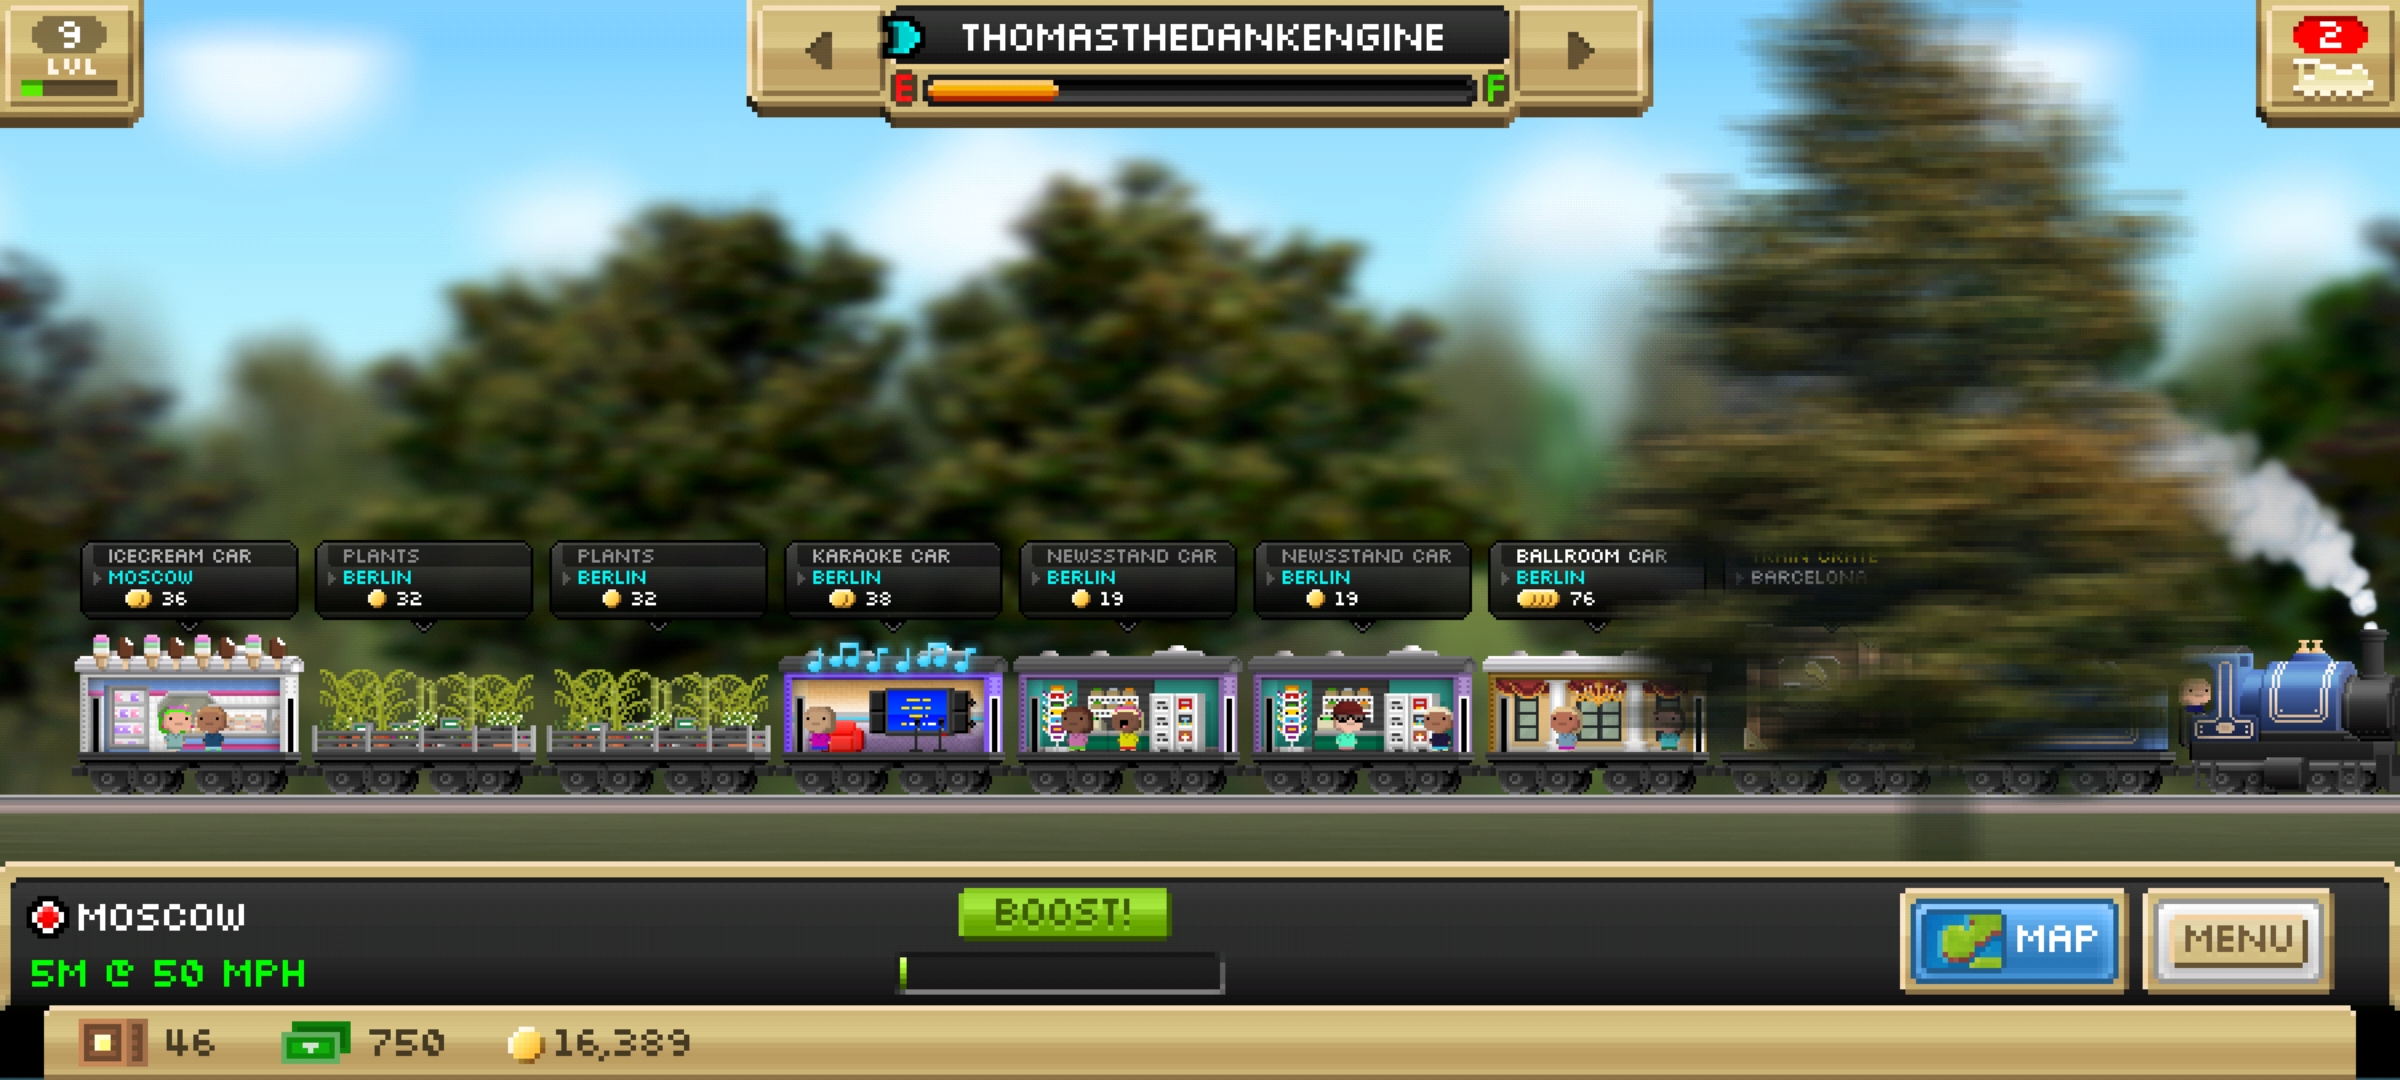 9
LVL
THOMASTHEDANKENGINE
E F
2
ICECREAM CAR
MOSCOW
36
PLANTS
BERLIN
32
PLANTS
BERLIN
32
KARAOKE CAR
BERLIN
38
NEWSSTAND CAR
BERLIN
19
NEWSSTAND CAR
BERLIN
19
BALLROOM CAR
BERLIN
76
TRAIN CRATE
BARCELONA
MOSCOW
5M @ 50 MPH
BOOST!
MAP
MENU
46
750
16,389